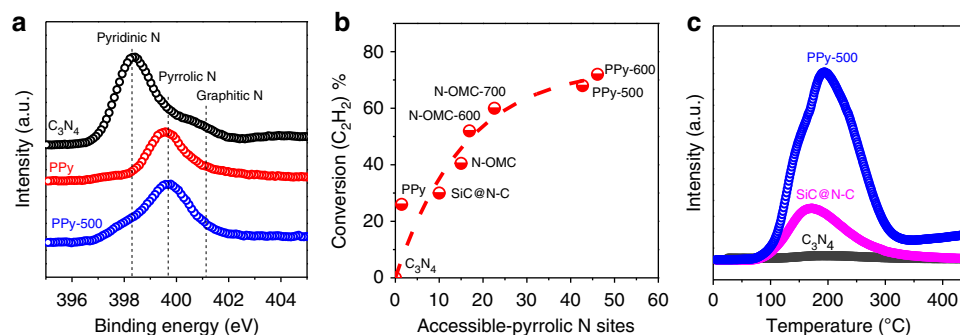 a
Pyridinic N
Pyrrolic N
Graphitic N
C3N4
PPy
PPy-500
Intensity (a.u.)
396 398 400 402 404
Binding energy (eV)
b
80
60
40
20
0
Conversion (C2H2) %
PPy-600
PPy-500
N-OMC-700
N-OMC-600
N-OMC
PPy
SiC@N-C
C3N4
0 10 20 30 40 50 60
Accessible-pyrrolic N sites
c
PPy-500
SiC@N-C
C3N4
Intensity (a.u.)
0 100 200 300 400
Temperature (°C)